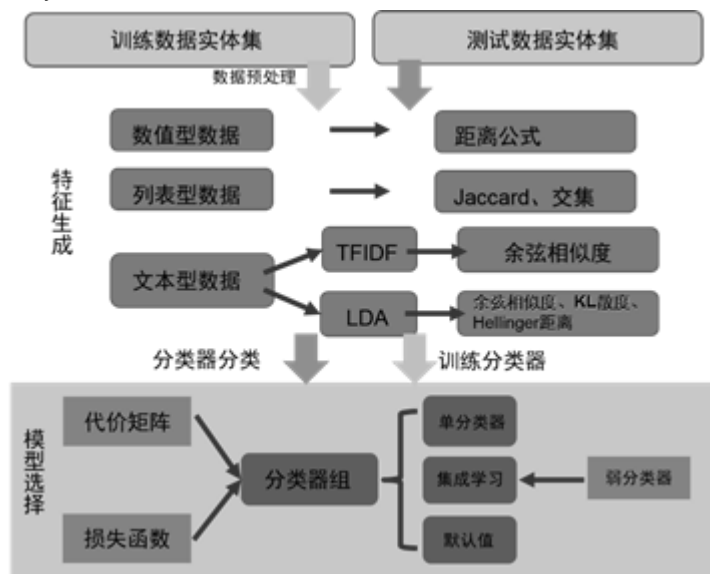 训练数据实体集
测试数据实体集
数据预处理
特征生成
数值型数据
距离公式
列表型数据
Jaccard、交集
文本型数据
TFIDF
余弦相似度
LDA
余弦相似度、KL散度、
Hellinger距离
分类器分类
训练分类器
模型选择
代价矩阵
损失函数
分类器组
单分类器
集成学习
默认值
弱分类器